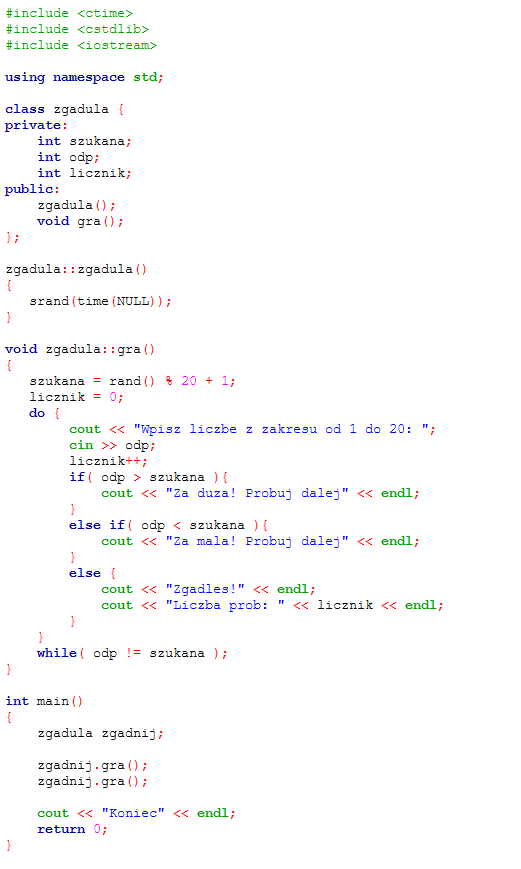 #include <ctime>
#include <cstdlib>
#include <iostream>

using namespace std;

class zgadula {
private:
    int szukana;
    int odp;
    int licznik;
public:
    zgadula();
    void gra();
};

zgadula::zgadula()
{
   srand(time(NULL));
}

void zgadula::gra()
{
   szukana = rand() % 20 + 1;
   licznik = 0;
   do {
        cout << "Wpisz liczbe z zakresu od 1 do 20: ";
        cin >> odp;
        licznik++;
        if( odp > szukana ){
            cout << "Za duza! Probuj dalej" << endl;
        }
        else if( odp < szukana ){
            cout << "Za mala! Probuj dalej" << endl;
        }
        else {
            cout << "Zgadles!" << endl;
            cout << "Liczba prob: " << licznik << endl;
        }
    }
    while( odp != szukana );
}

int main()
{
    zgadula zgadnij;

    zgadnij.gra();
    zgadnij.gra();

    cout << "Koniec" << endl;
    return 0;
}